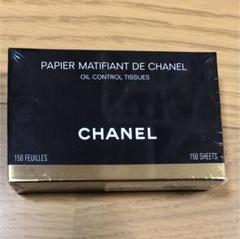 PAPIER MATIFIANT DE CHANEL
OIL CONTROL TISSUES
CHANEL
150 FEUILLES 150 SHEETS